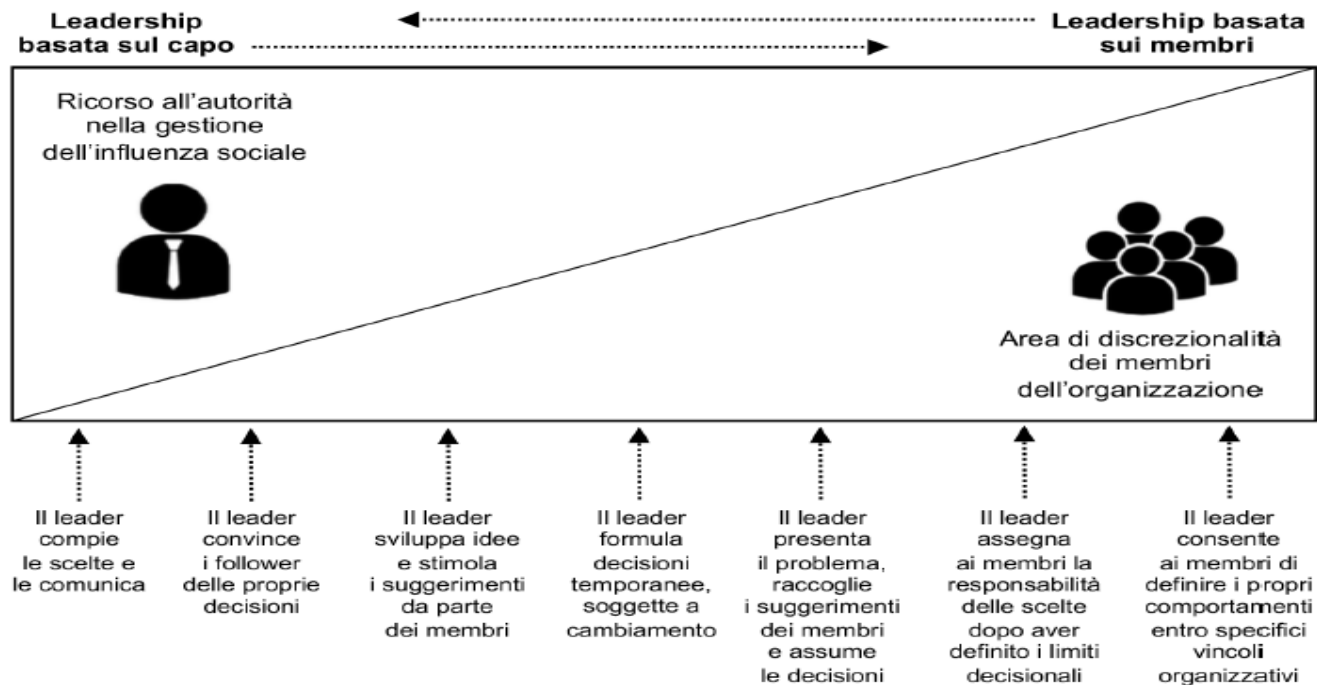 Leadership
basata sul capo
Leadership basata
sui membri
Ricorso all'autorità
nella gestione
dell'influenza sociale
Area di discrezionalità
dei membri
dell'organizzazione
Il leader
compie
le scelte e
le comunica
Il leader
convince
i follower
delle proprie
decisioni
Il leader
sviluppa idee
e stimola
i suggerimenti
da parte
dei membri
Il leader
formula
decisioni
temporanee,
soggette a
cambiamento
Il leader
presenta
il problema,
raccoglie
i suggerimenti
dei membri
e assume
le decisioni
Il leader
assegna
ai membri la
responsabilità
delle scelte
dopo aver
definito i limiti
decisionali
Il leader
consente
ai membri di
definire i propri
comportamenti
entro specifici
vincoli
organizzativi